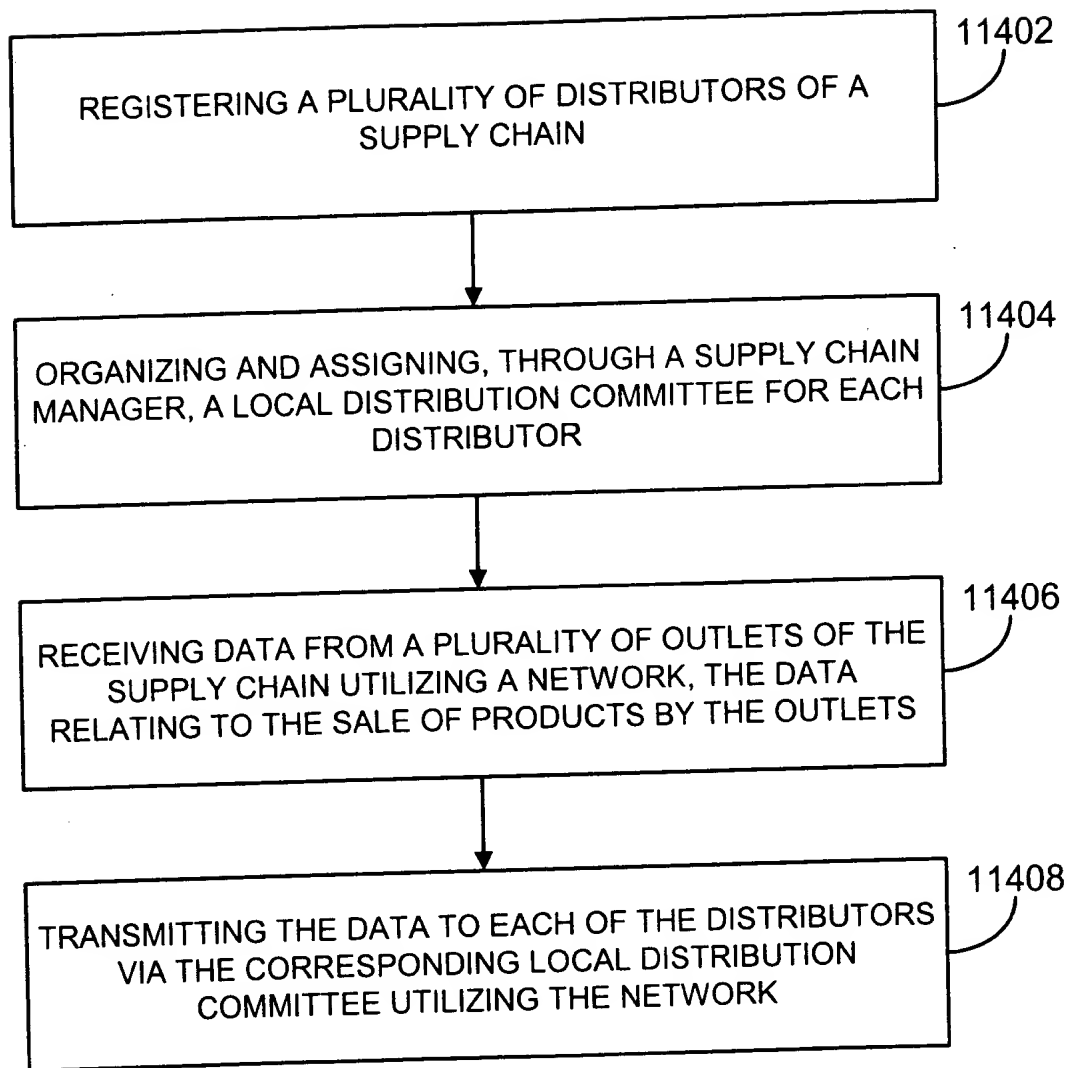 11402
REGISTERING A PLURALITY OF DISTRIBUTORS OF A
SUPPLY CHAIN
11404
ORGANIZING AND ASSIGNING, THROUGH A SUPPLY CHAIN
MANAGER, A LOCAL DISTRIBUTION COMMITTEE FOR EACH
DISTRIBUTOR
11406
RECEIVING DATA FROM A PLURALITY OF OUTLETS OF THE
SUPPLY CHAIN UTILIZING A NETWORK, THE DATA
RELATING TO THE SALE OF PRODUCTS BY THE OUTLETS
11408
TRANSMITTING THE DATA TO EACH OF THE DISTRIBUTORS
VIA THE CORRESPONDING LOCAL DISTRIBUTION
COMMITTEE UTILIZING THE NETWORK